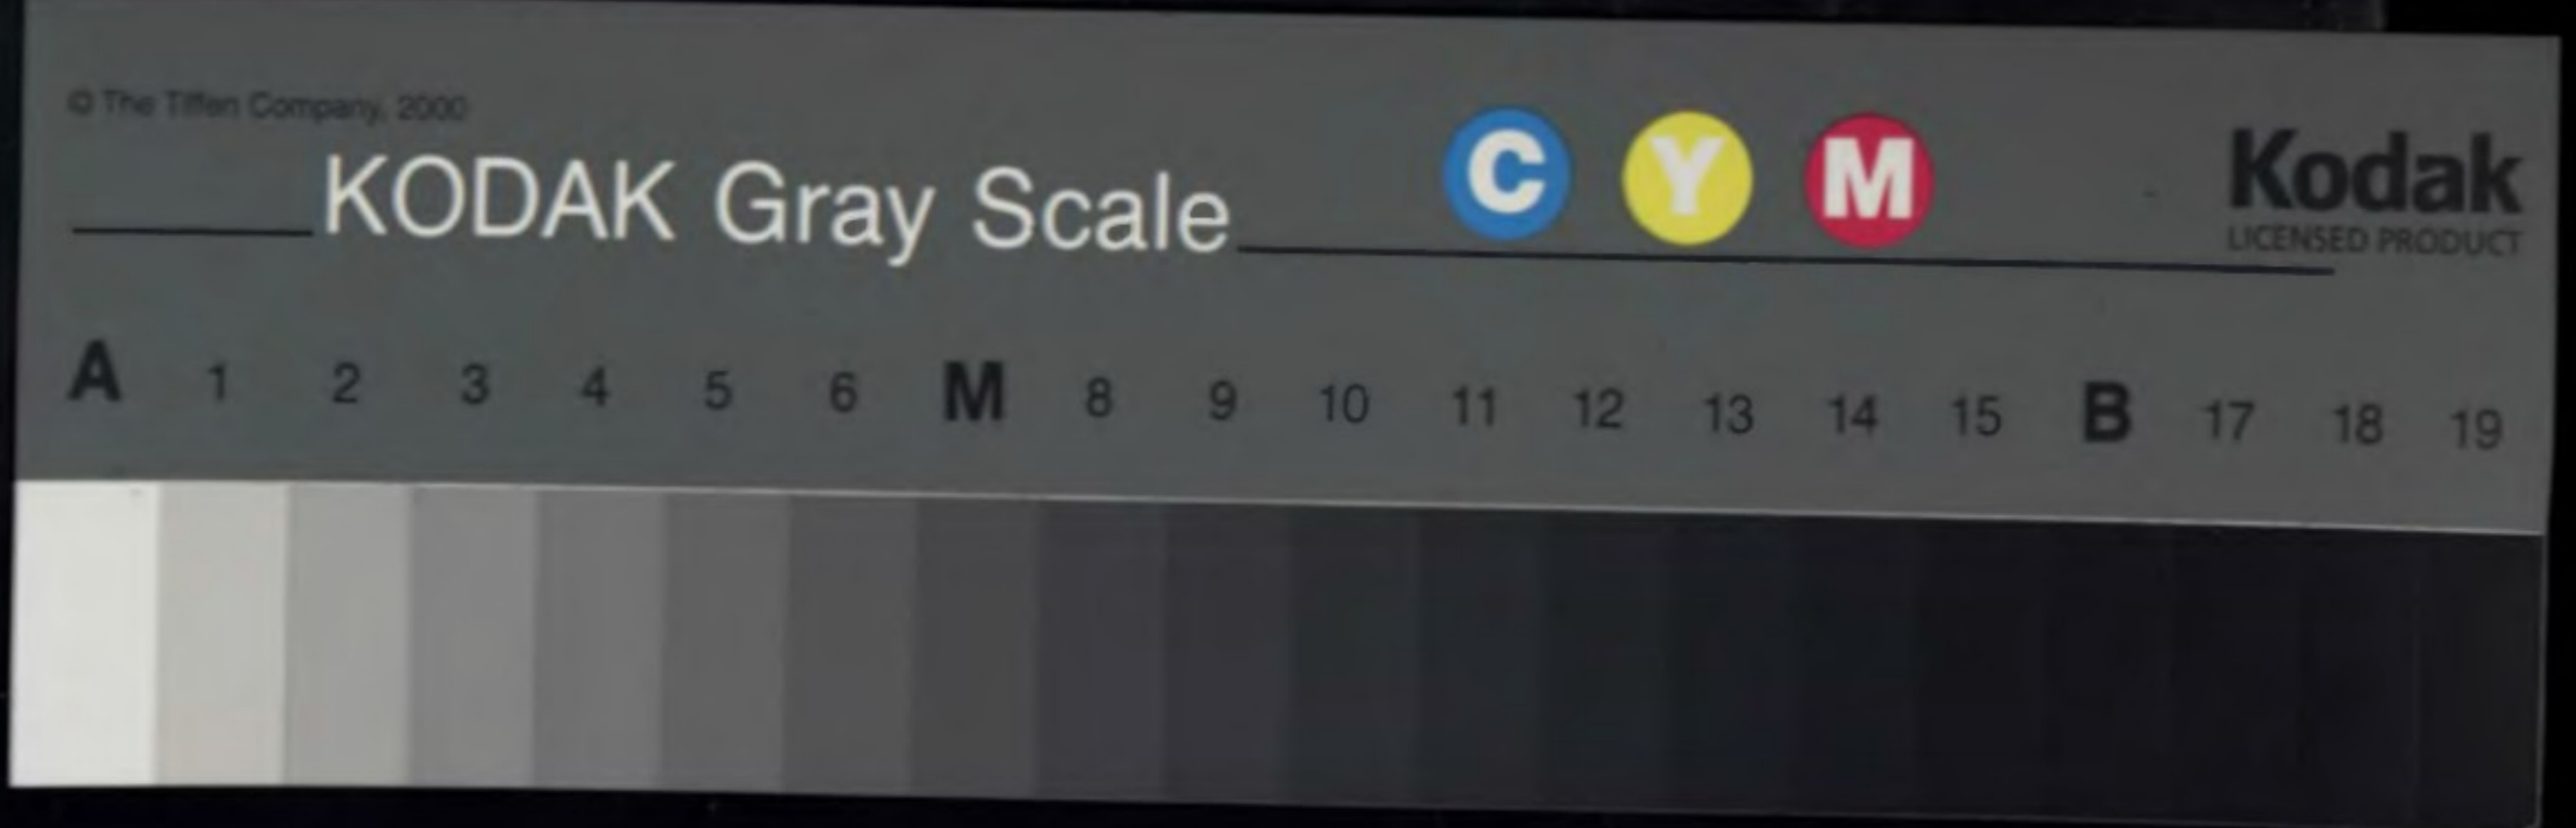 © The Tiffen Company, 2000
KODAK Gray Scale
C Y M
Kodak
LICENSED PRODUCT
A 1 2 3 4 5 6 M 8 9 10 11 12 13 14 15 B 17 18 19